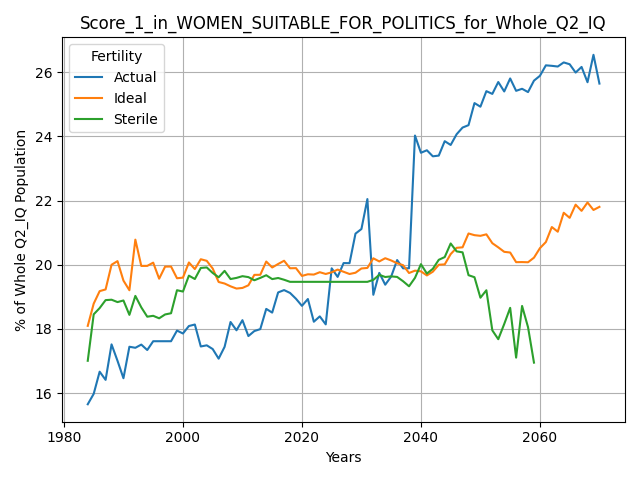 Score_1_in_WOMEN_SUITABLE_FOR_POLITICS_for_Whole_Q2_IQ
Fertility
Actual
Ideal
Sterile
% of Whole Q2_IQ Population
26
24
22
20
18
16
1980
2000
2020
2040
2060
Years